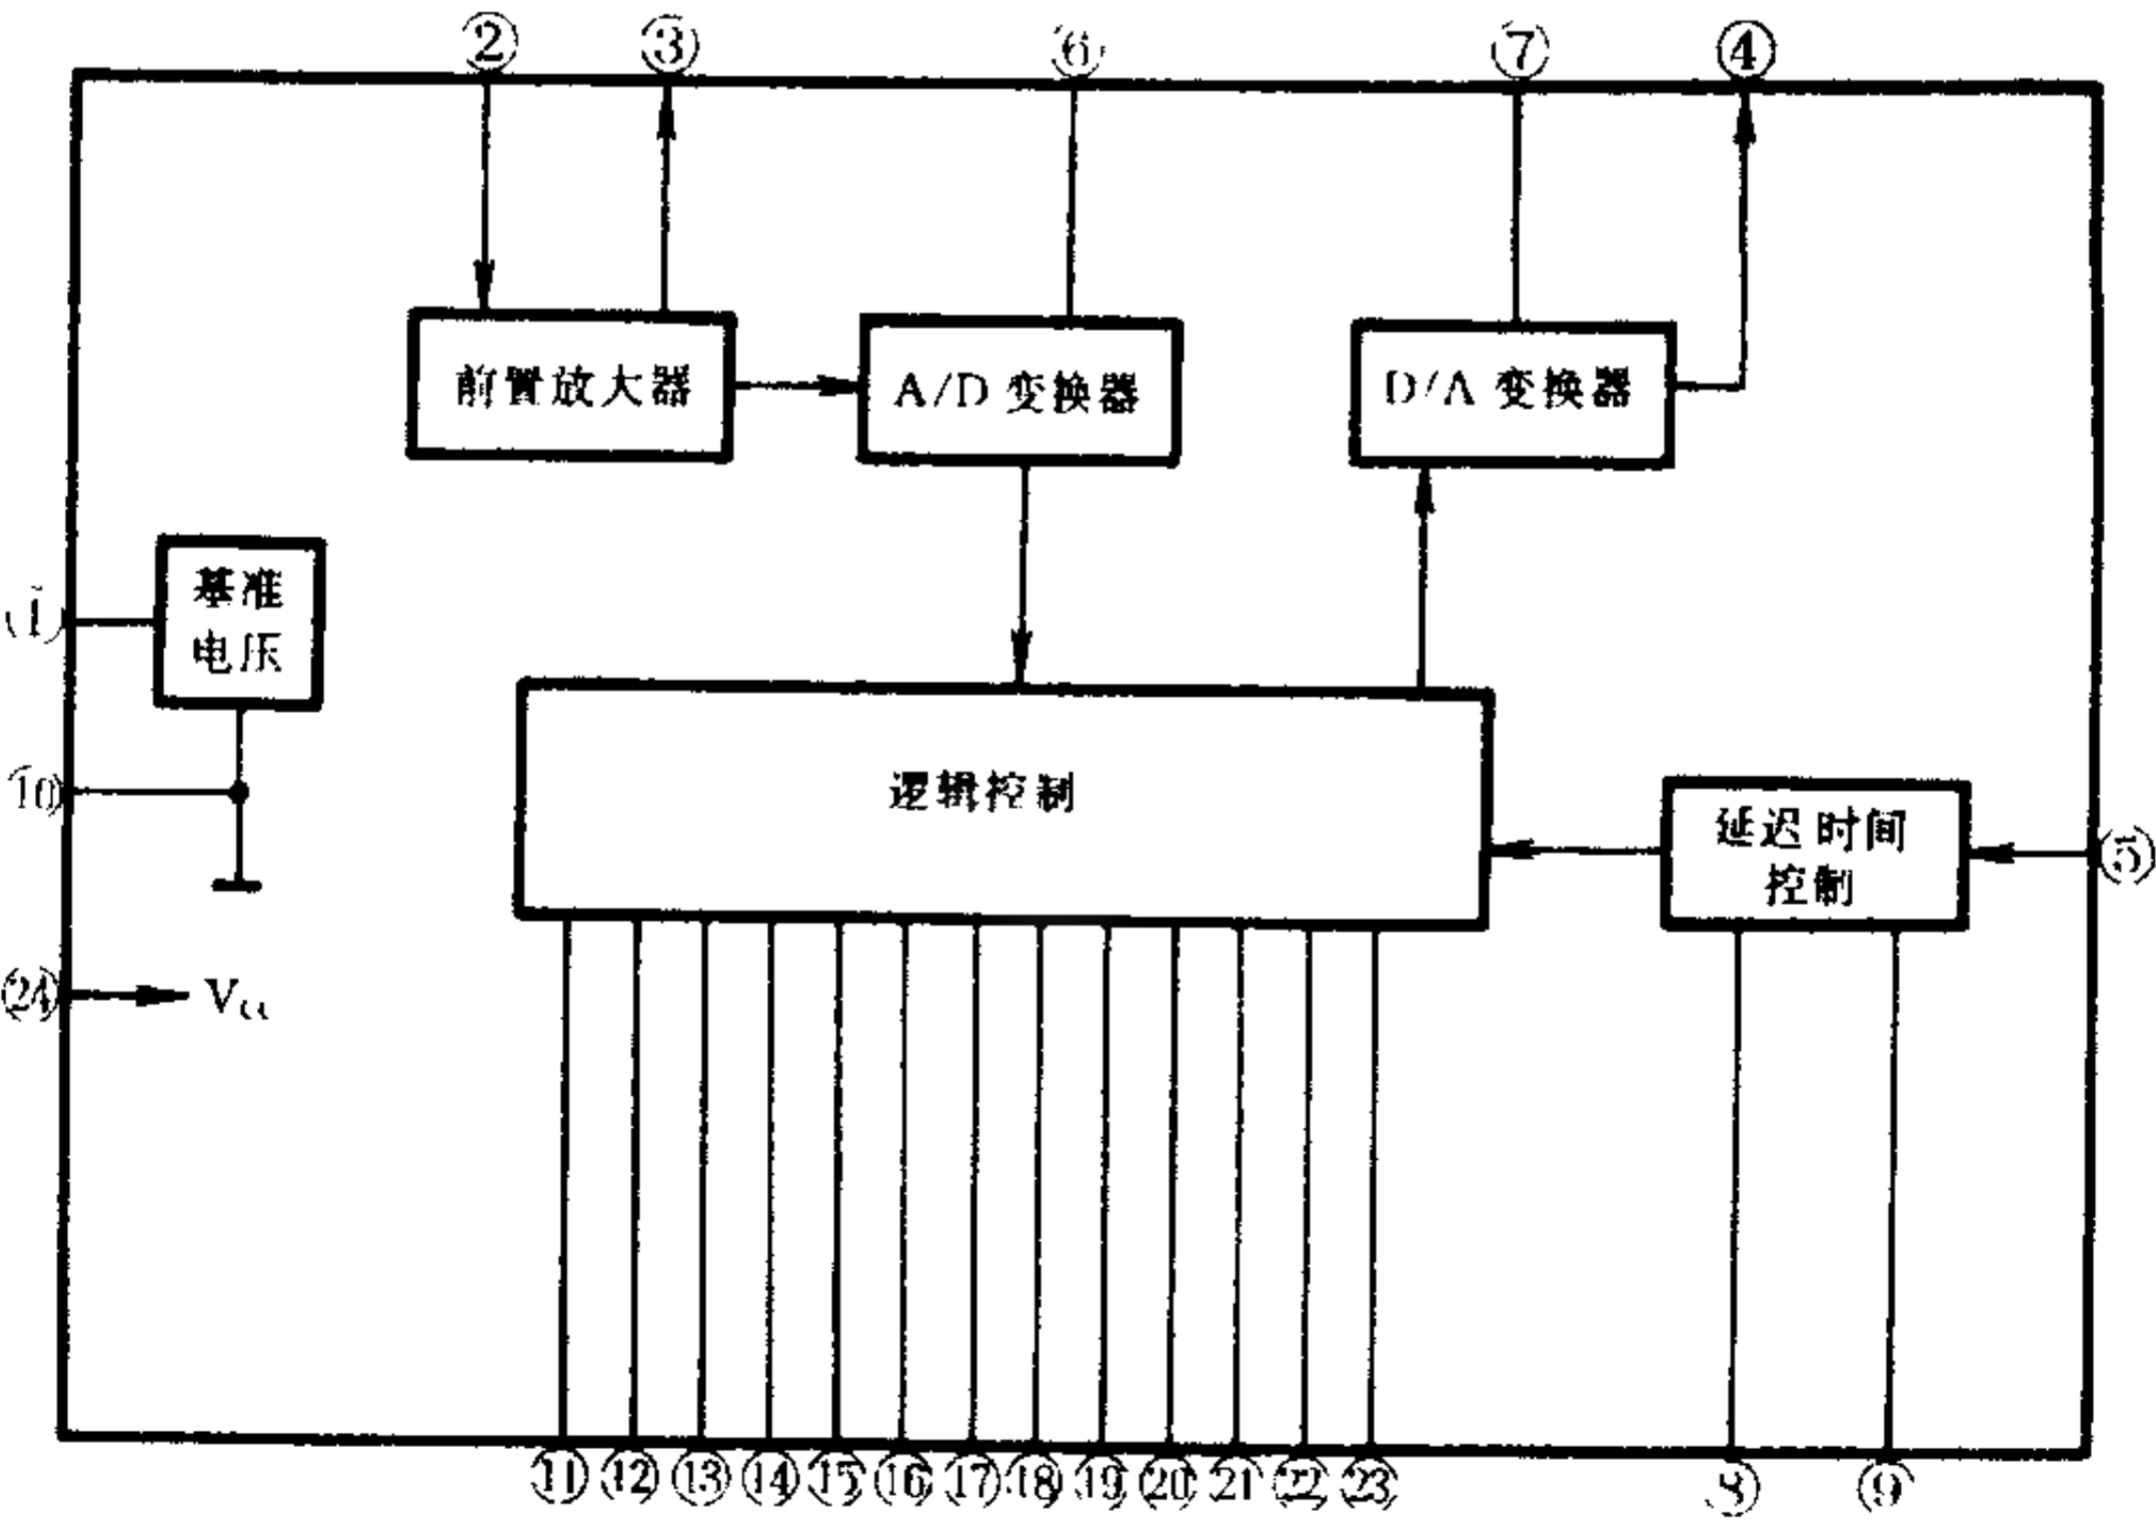 ② ③ ⑥ ⑦ ④
前置放大器
A/D 变换器
D/A 变换器
基准
电压
①
⑩
逻辑控制
延迟时间
控制
⑤
㉔
Vcc
⑪ ⑫ ⑬ ⑭ ⑮ ⑯ ⑰ ⑱ ⑲ ⑳ ㉑ ㉒ ㉓ ⑧ ⑨